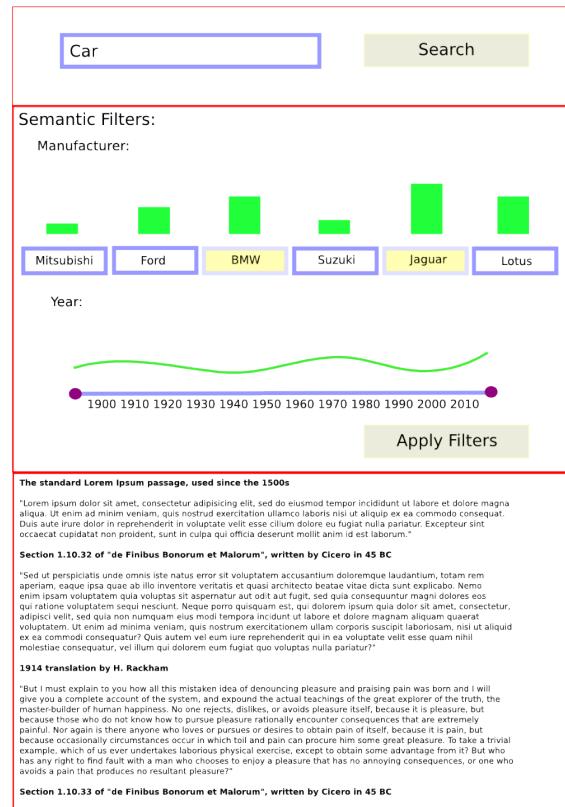 Car
Search
Semantic Filters:
Manufacturer:
Mitsubishi Ford BMW Suzuki Jaguar Lotus
Year:
1900 1910 1920 1930 1940 1950 1960 1970 1980 1990 2000 2010
Apply Filters
The standard Lorem Ipsum passage, used since the 1500s
"Lorem ipsum dolor sit amet, consectetur adipisicing elit, sed do eiusmod tempor incididunt ut labore et dolore magna
aliqua. Ut enim ad minim veniam, quis nostrud exercitation ullamco laboris nisi ut aliquip ex ea commodo consequat.
Duis aute irure dolor in reprehenderit in voluptate velit esse cillum dolore eu fugiat nulla pariatur. Excepteur sint
occaecat cupidatat non proident, sunt in culpa qui officia deserunt mollit anim id est laborum."
Section 1.10.32 of "de Finibus Bonorum et Malorum", written by Cicero in 45 BC
"Sed ut perspiciatis unde omnis iste natus error sit voluptatem accusantium doloremque laudantium, totam rem
aperiam, eaque ipsa quae ab illo inventore veritatis et quasi architecto beatae vitae dicta sunt explicabo. Nemo
enim ipsam voluptatem quia voluptas sit aspernatur aut odit aut fugit, sed quia consequuntur magni dolores eos
qui ratione voluptatem sequi nesciunt. Neque porro quisquam est, qui dolorem ipsum quia dolor sit amet, consectetur,
adipisci velit, sed quia non numquam eius modi tempora incidunt ut labore et dolore magnam aliquam quaerat
voluptatem. Ut enim ad minima veniam, quis nostrum exercitationem ullam corporis suscipit laboriosam, nisi ut aliquid
ex ea commodi consequatur? Quis autem vel eum iure reprehenderit qui in ea voluptate velit esse quam nihil
molestiae consequatur, vel illum qui dolorem eum fugiat quo voluptas nulla pariatur?"
1914 translation by H. Rackham
"But I must explain to you how all this mistaken idea of denouncing pleasure and praising pain was born and I will
give you a complete account of the system, and expound the actual teachings of the great explorer of the truth, the
master-builder of human happiness. No one rejects, dislikes, or avoids pleasure itself, because it is pleasure, but
because those who do not know how to pursue pleasure rationally encounter consequences that are extremely
painful. Nor again is there anyone who loves or pursues or desires to obtain pain of itself, because it is pain, but
because occasionally circumstances occur in which toil and pain can procure him some great pleasure. To take a trivial
example, which of us ever undertakes laborious physical exercise, except to obtain some advantage from it? But who
has any right to find fault with a man who chooses to enjoy a pleasure that has no annoying consequences, or one who
avoids a pain that produces no resultant pleasure?"
Section 1.10.33 of "de Finibus Bonorum et Malorum", written by Cicero in 45 BC